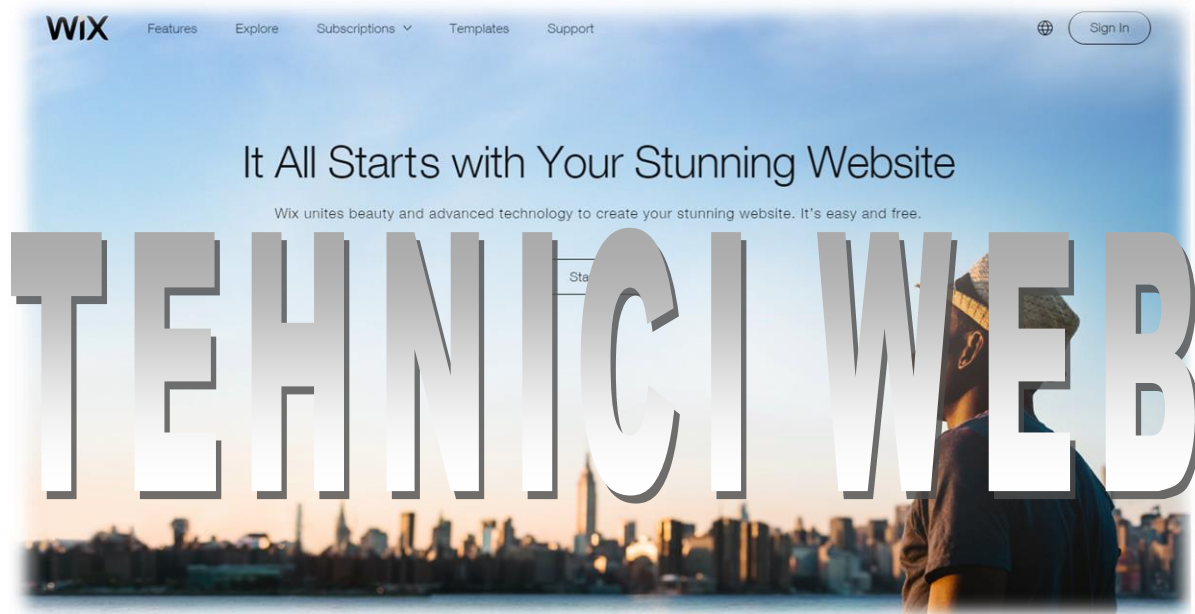 WiX Features Explore Subscriptions Templates Support Sign In
It All Starts with Your Stunning Website
Wix unites beauty and advanced technology to create your stunning website. It's easy and free.
TEHNICI WEB